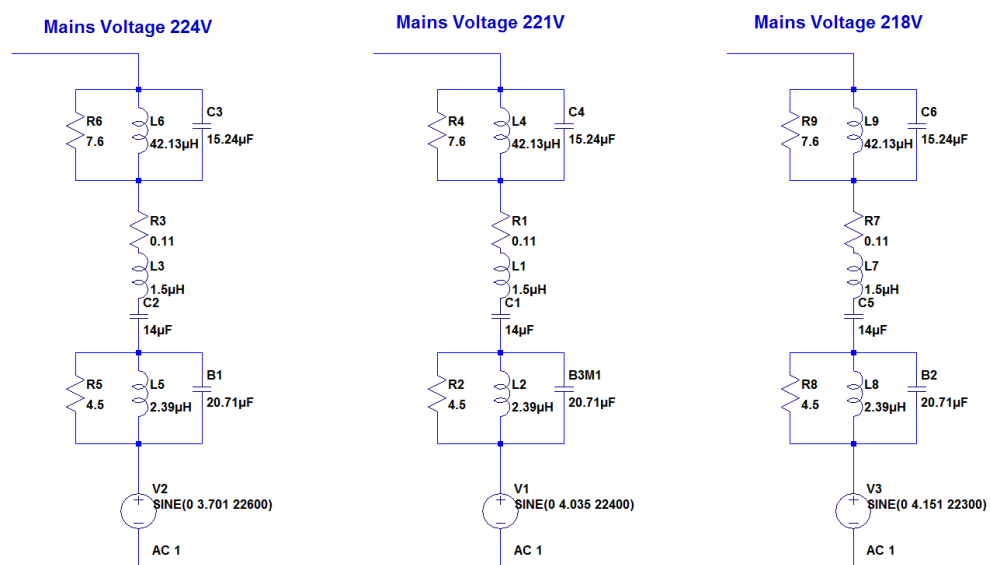 Mains Voltage 224V
R6
7.6
L6
42.13µH
C3
15.24µF
R3
0.11
L3
1.5µH
C2
14µF
R5
4.5
L5
2.39µH
B1
20.71µF
V2
SINE(0 3.701 22600)
AC 1
Mains Voltage 221V
R4
7.6
L4
42.13µH
C4
15.24µF
R1
0.11
L1
1.5µH
C1
14µF
R2
4.5
L2
2.39µH
B3M1
20.71µF
V1
SINE(0 4.035 22400)
AC 1
Mains Voltage 218V
R9
7.6
L9
42.13µH
C6
15.24µF
R7
0.11
L7
1.5µH
C5
14µF
R8
4.5
L8
2.39µH
B2
20.71µF
V3
SINE(0 4.151 22300)
AC 1